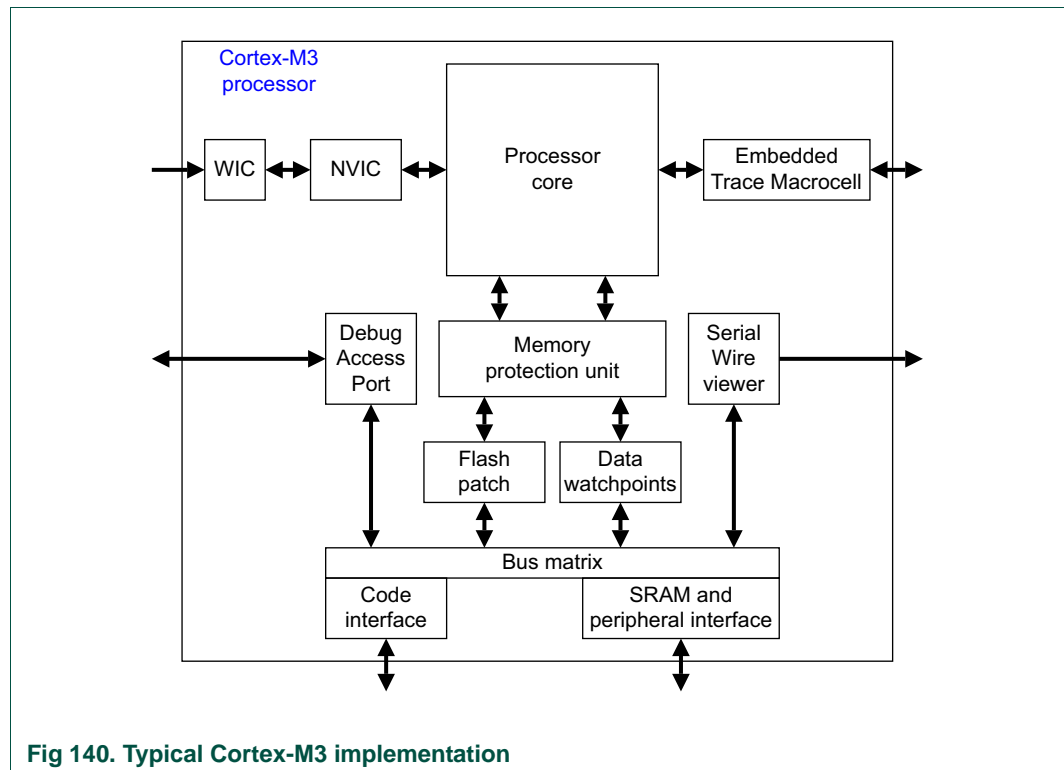 Cortex-M3
processor
WIC
NVIC
Processor
core
Embedded
Trace Macrocell
Debug
Access
Port
Memory
protection unit
Serial
Wire
viewer
Flash
patch
Data
watchpoints
Bus matrix
Code
interface
SRAM and
peripheral interface
Fig 140. Typical Cortex-M3 implementation